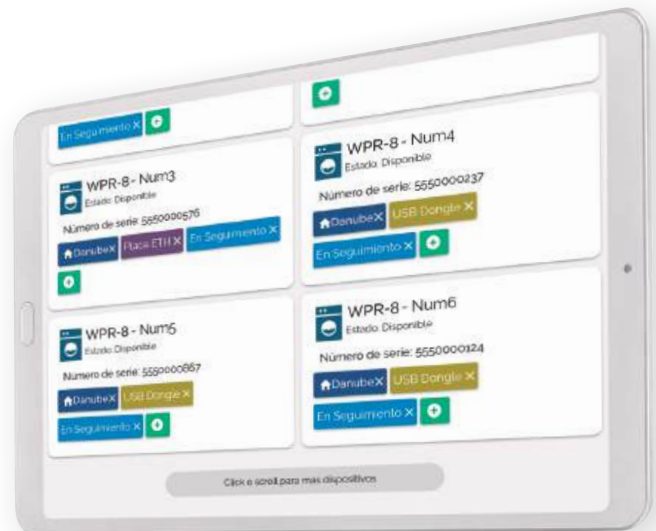 En Seguimiento X
WPR-8 - Num3
Estado: Disponible
Número de serie: 5550000576
Danube X Placa ETH X En Seguimiento X
WPR-8 - Num4
Estado: Disponible
Número de serie: 5550000237
Danube X USB Dongle X
En Seguimiento X
WPR-8 - Num5
Estado: Disponible
Número de serie: 5550000867
Danube X USB Dongle X
En Seguimiento X
WPR-8 - Num6
Estado: Disponible
Número de serie: 5550000124
Danube X USB Dongle X
En Seguimiento X
Click o scroll para mas dispositivos